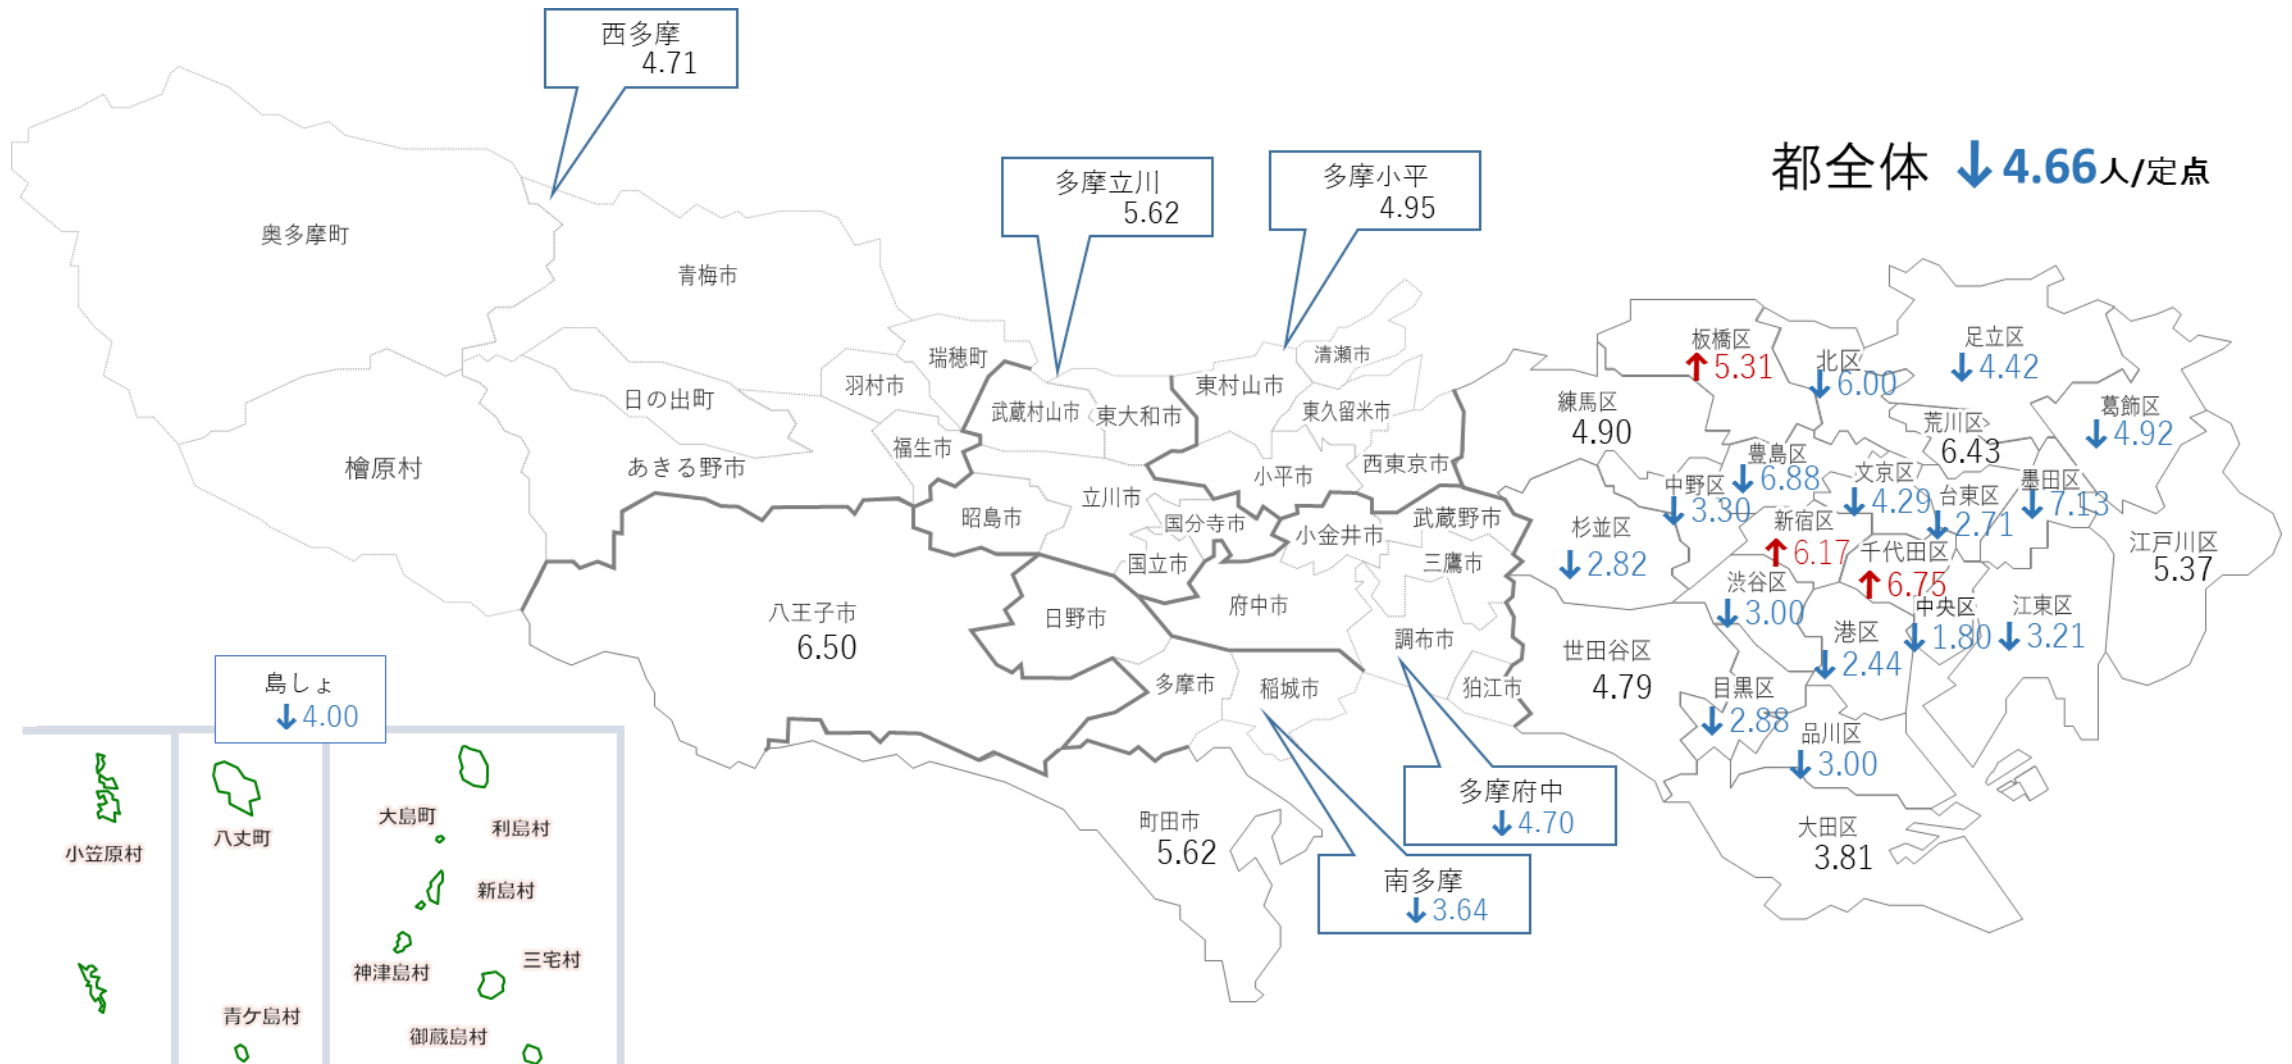 西多摩
4.71
多摩立川
5.62
多摩小平
4.95
都全体 ↓4.66人/定点
奥多摩町
青梅市
瑞穂町
羽村市
日の出町
福生市
あきる野市
檜原村
武蔵村山市
東大和市
東村山市
清瀬市
東久留米市
小平市
西東京市
立川市
昭島市
国分寺市
国立市
小金井市
武蔵野市
三鷹市
府中市
調布市
狛江市
日野市
八王子市
6.50
多摩市
稲城市
町田市
5.62
多摩府中
↓4.70
南多摩
↓3.64
板橋区
↑5.31
北区
↓6.00
足立区
↓4.42
練馬区
4.90
荒川区
6.43
葛飾区
↓4.92
豊島区
↓6.88
文京区
↓4.29
台東区
↓2.71
墨田区
↓7.13
中野区
↓3.30
杉並区
↓2.82
新宿区
↑6.17
千代田区
↑6.75
江戸川区
5.37
渋谷区
↓3.00
中央区
↓1.80
江東区
↓3.21
港区
↓2.44
世田谷区
4.79
目黒区
↓2.88
品川区
↓3.00
大田区
3.81
島しょ
↓4.00
小笠原村
八丈町
青ケ島村
大島町
利島村
新島村
神津島村
三宅村
御蔵島村